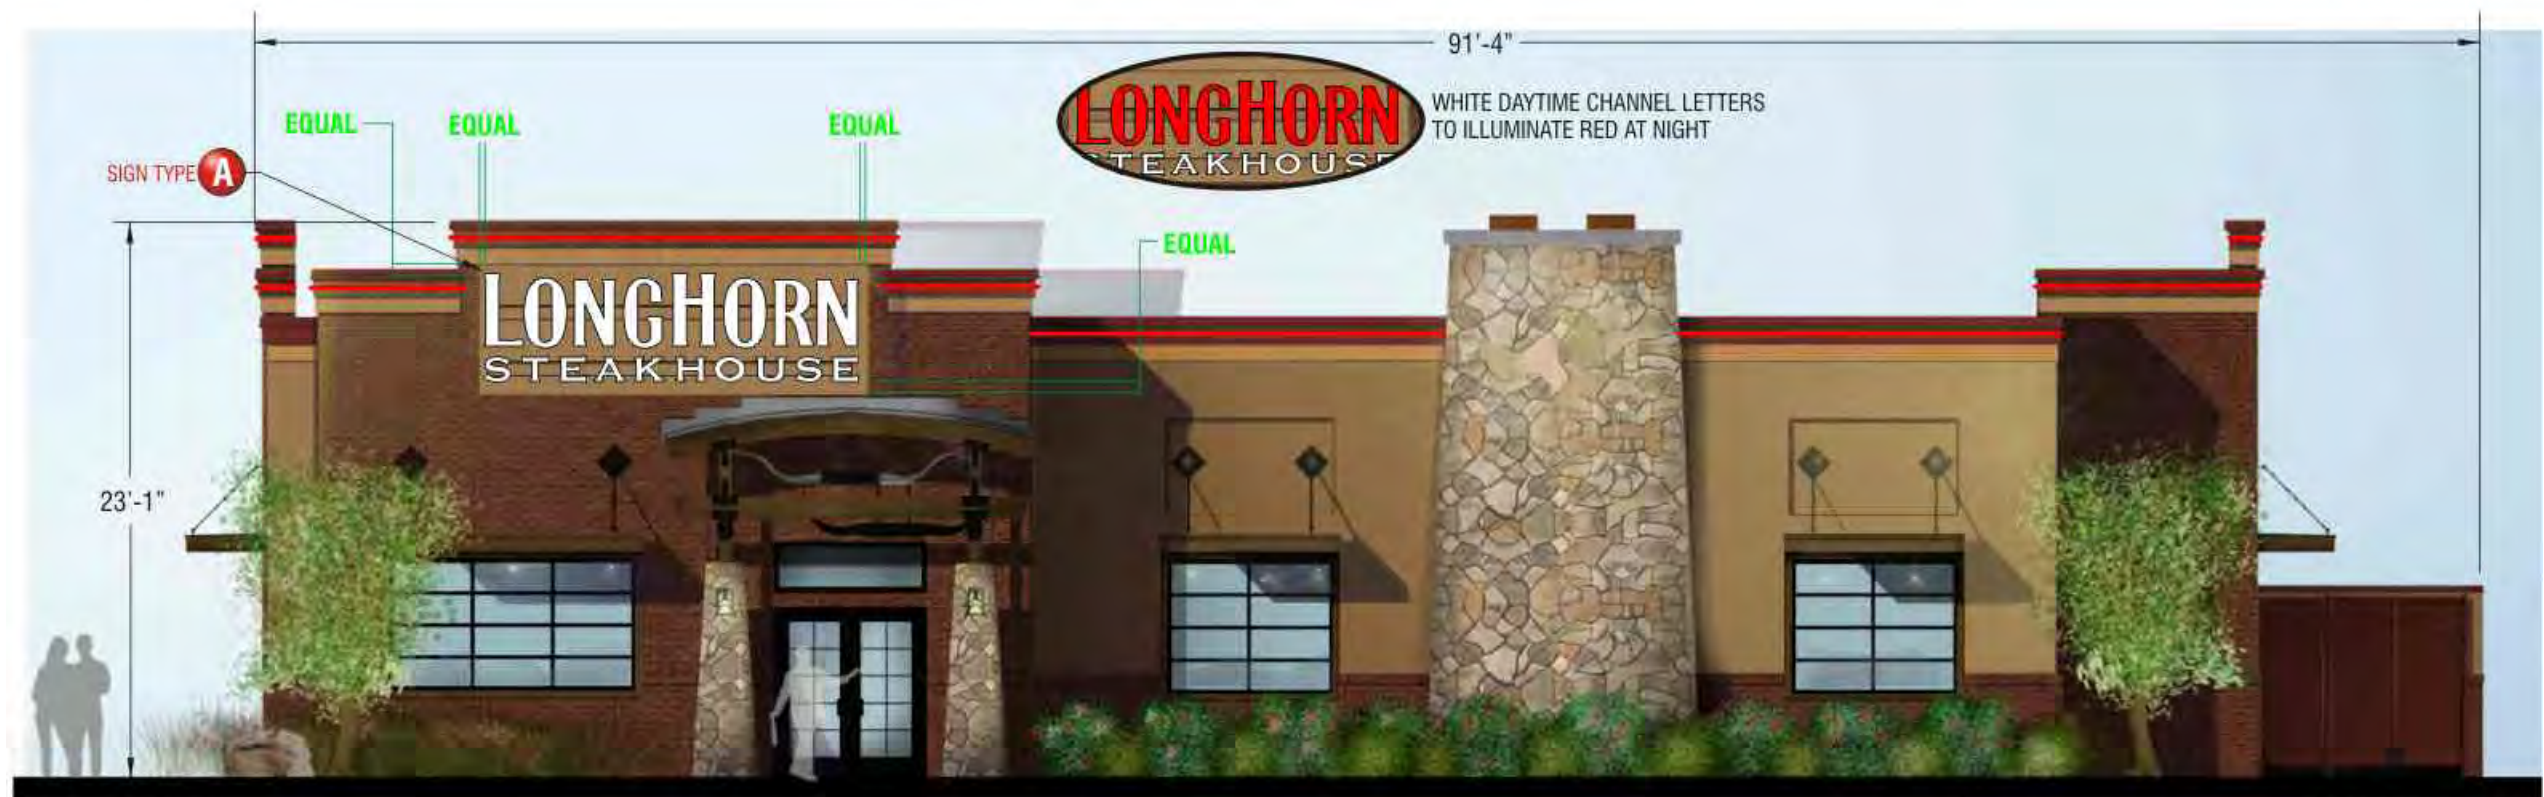 91'-4"
LONGHORN
STEAKHOUSE
WHITE DAYTIME CHANNEL LETTERS
TO ILLUMINATE RED AT NIGHT
EQUAL
EQUAL
EQUAL
SIGN TYPE A
EQUAL
LONGHORN
STEAKHOUSE
23'-1"